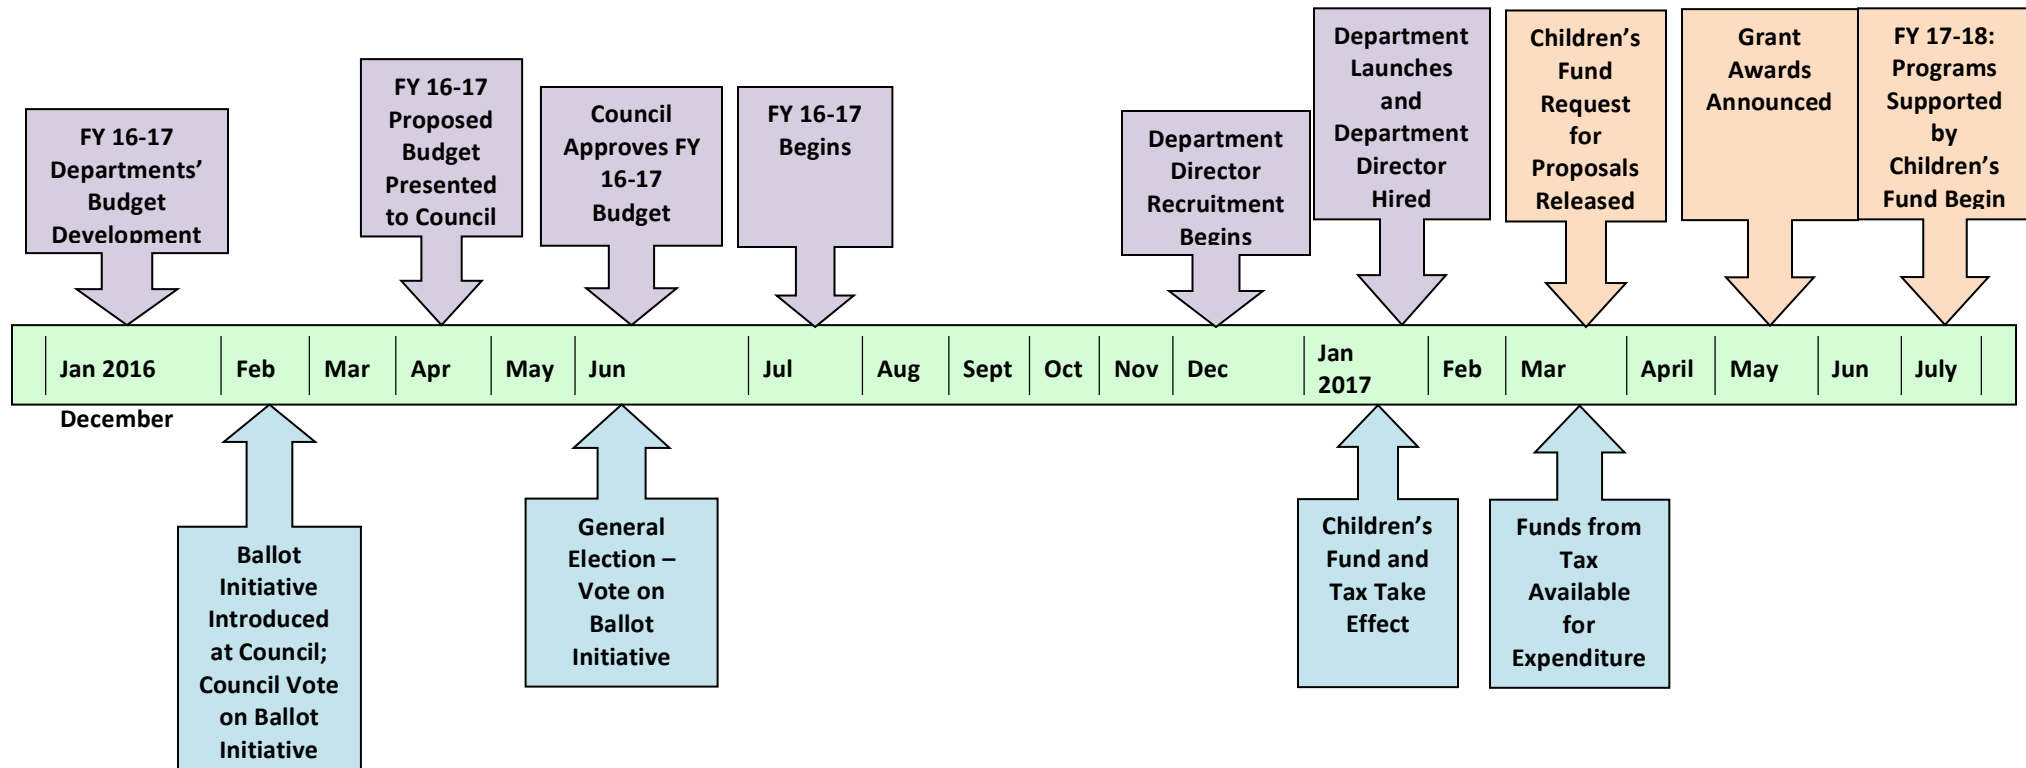 FY 16-17
Departments’
Budget
Development
FY 16-17
Proposed
Budget
Presented
to Council
Council
Approves FY
16-17
Budget
FY 16-17
Begins
Department
Director
Recruitment
Begins
Department
Launches
and
Department
Director
Hired
Children’s
Fund
Request
for
Proposals
Released
Grant
Awards
Announced
FY 17-18:
Programs
Supported
by
Children’s
Fund Begin
Jan 2016
Feb
Mar
Apr
May
Jun
Jul
Aug
Sept
Oct
Nov
Dec
Jan
2017
Feb
Mar
April
May
Jun
July
December
Ballot
Initiative
Introduced
at Council;
Council Vote
on Ballot
Initiative
General
Election –
Vote on
Ballot
Initiative
Children’s
Fund and
Tax Take
Effect
Funds from
Tax
Available
for
Expenditure